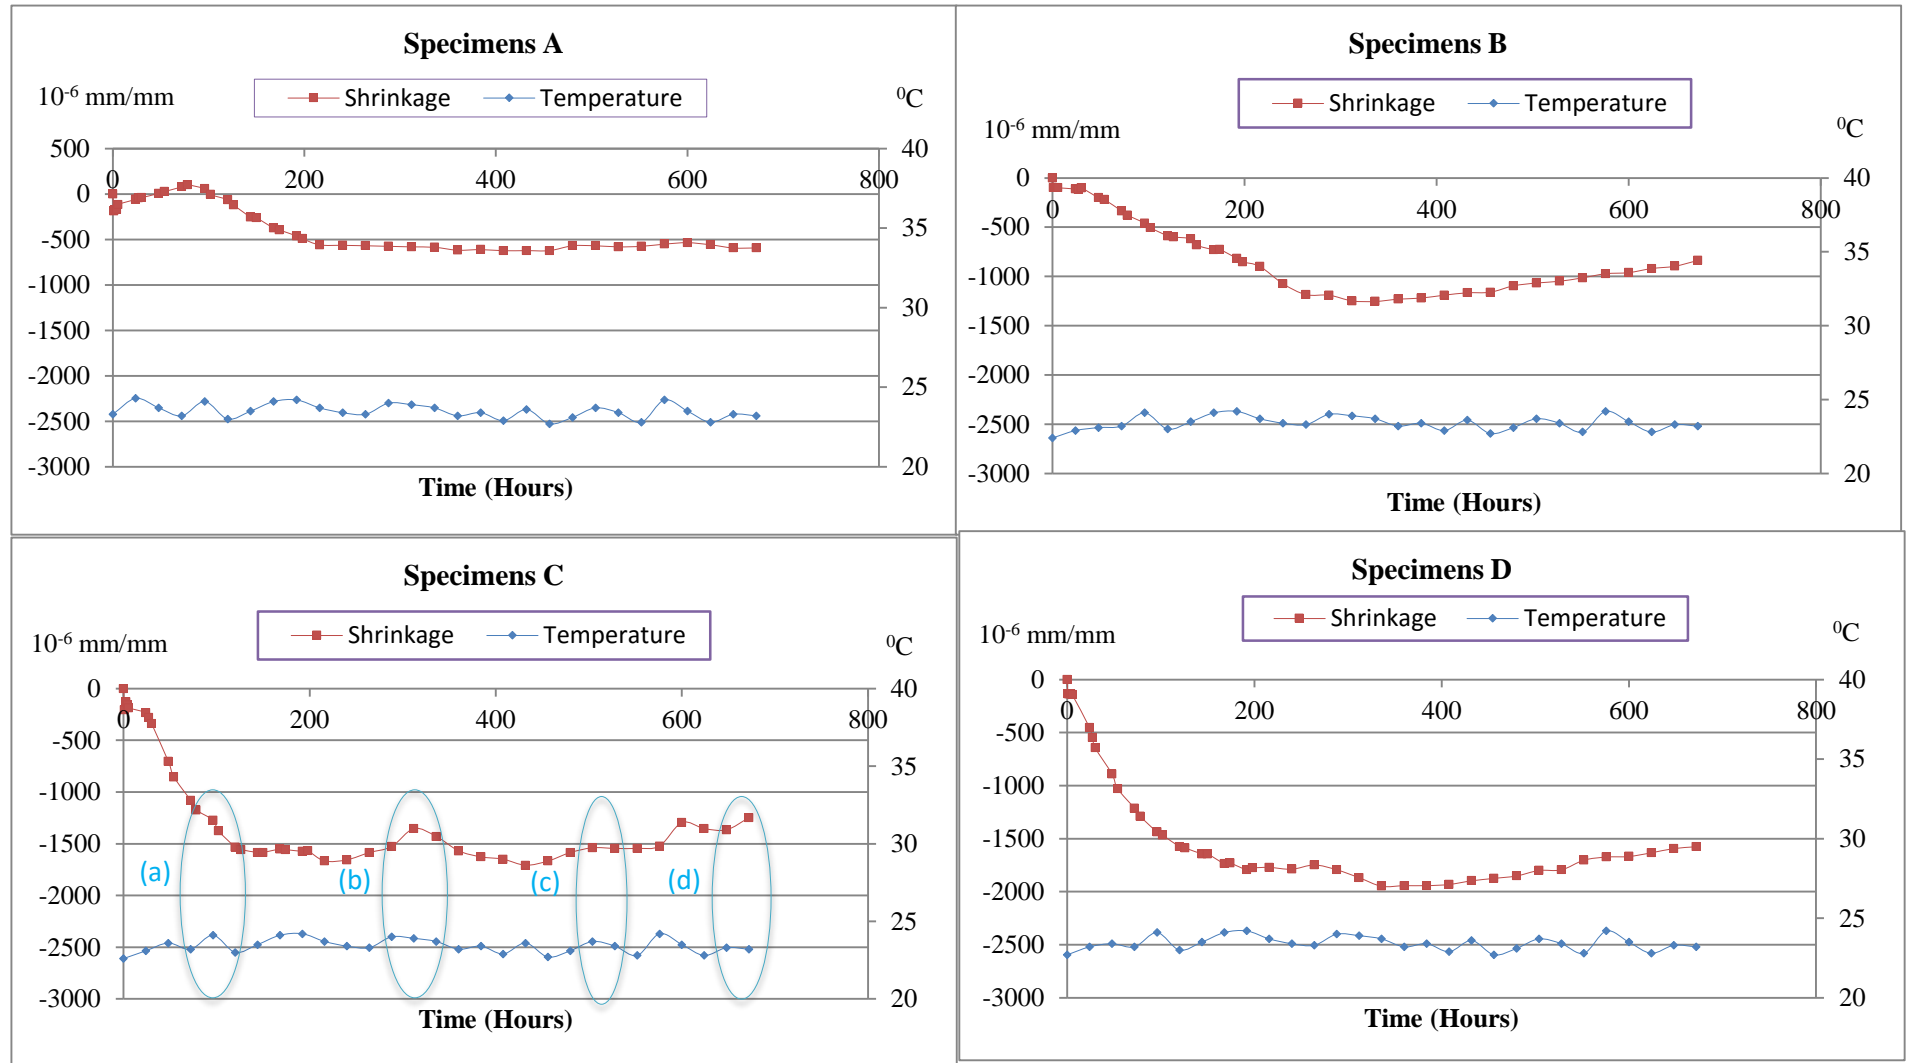 Specimens A
Shrinkage Temperature
10-6 mm/mm
0C
500 40
0 200 400 600 800
0
35
-500
-1000
30
-1500
-2000
25
-2500
-3000 20
Time (Hours)
Specimens B
Shrinkage Temperature
10-6 mm/mm
0C
0 40
0 200 400 600 800
-500
35
-1000
-1500 30
-2000
25
-2500
-3000 20
Time (Hours)
Specimens C
Shrinkage Temperature
10-6 mm/mm
0C
0 40
0 200 400 600 800
-500
35
-1000
-1500 30
(a) (b) (c) (d)
-2000
25
-2500
-3000 20
Time (Hours)
Specimens D
Shrinkage Temperature
10-6 mm/mm
0C
0 40
0 200 400 600 800
-500
35
-1000
-1500 30
-2000
25
-2500
-3000 20
Time (Hours)